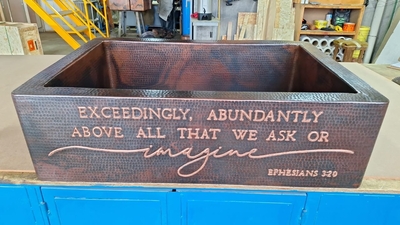 EXCEEDINGLY, ABUNDANTLY
ABOVE ALL THAT WE ASK OR
imagine
EPHESIANS 3:20